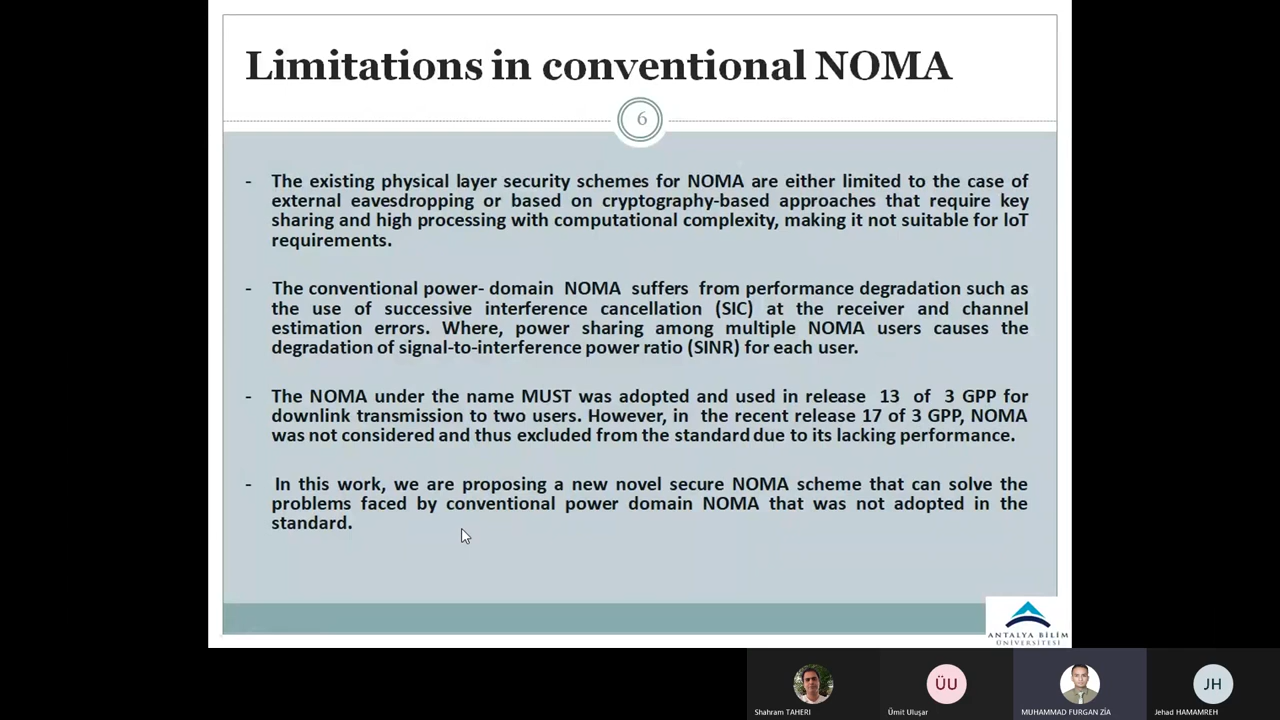 Limitations in conventional NOMA
6
- The existing physical layer security schemes for NOMA are either limited to the case of
external eavesdropping or based on cryptography-based approaches that require key
sharing and high processing with computational complexity, making it not suitable for IoT
requirements.
- The conventional power- domain NOMA suffers from performance degradation such as
the use of successive interference cancellation (SIC) at the receiver and channel
estimation errors. Where, power sharing among multiple NOMA users causes the
degradation of signal-to-interference power ratio (SINR) for each user.
- The NOMA under the name MUST was adopted and used in release 13 of 3 GPP for
downlink transmission to two users. However, in the recent release 17 of 3 GPP, NOMA
was not considered and thus excluded from the standard due to its lacking performance.
- In this work, we are proposing a new novel secure NOMA scheme that can solve the
problems faced by conventional power domain NOMA that was not adopted in the
standard.
ANTALYA BİLİM
ÜNİVERSİTESİ
ÜU
JH
Shahram TAHERI
Ümit Uluşar
MUHAMMAD FURGAN ZİA
Jehad HAMAMREH